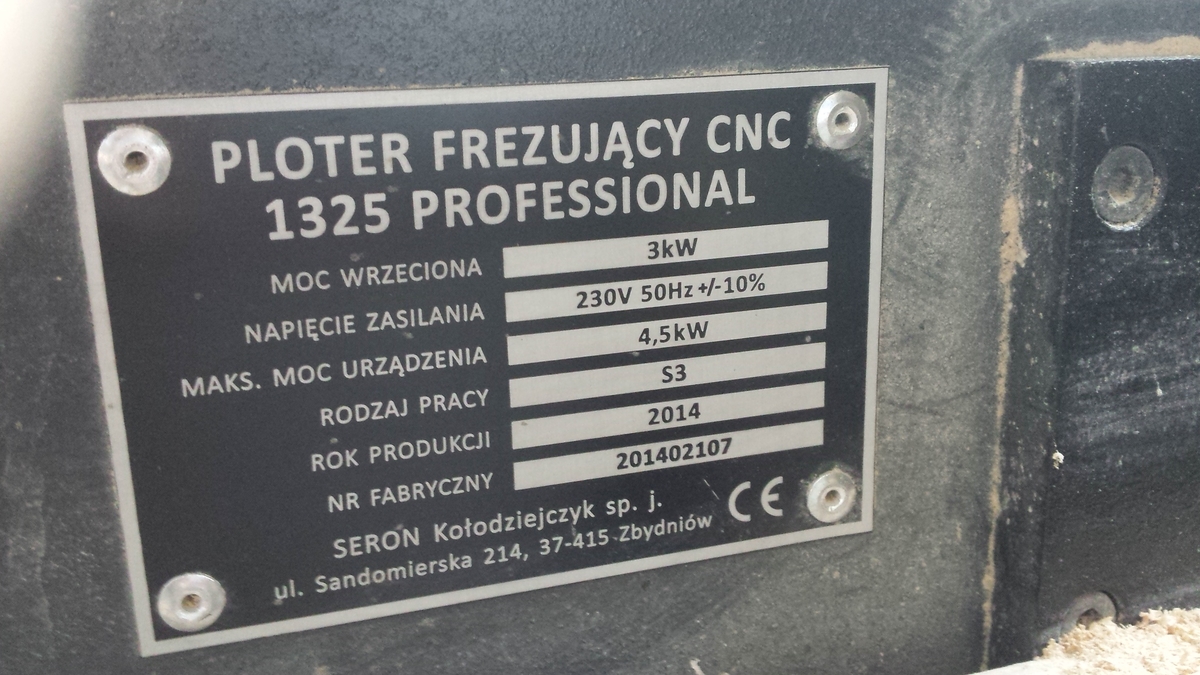 PLOTER FREZUJĄCY CNC
1325 PROFESSIONAL
MOC WRZECIONA 3kW
NAPIĘCIE ZASILANIA 230V 50Hz +/-10%
MAKS. MOC URZĄDZENIA 4,5kW
RODZAJ PRACY S3
ROK PRODUKCJI 2014
NR FABRYCZNY 201402107
SERON Kołodziejczyk sp. j.
ul. Sandomierska 214, 37-415 Zbydniów
CE